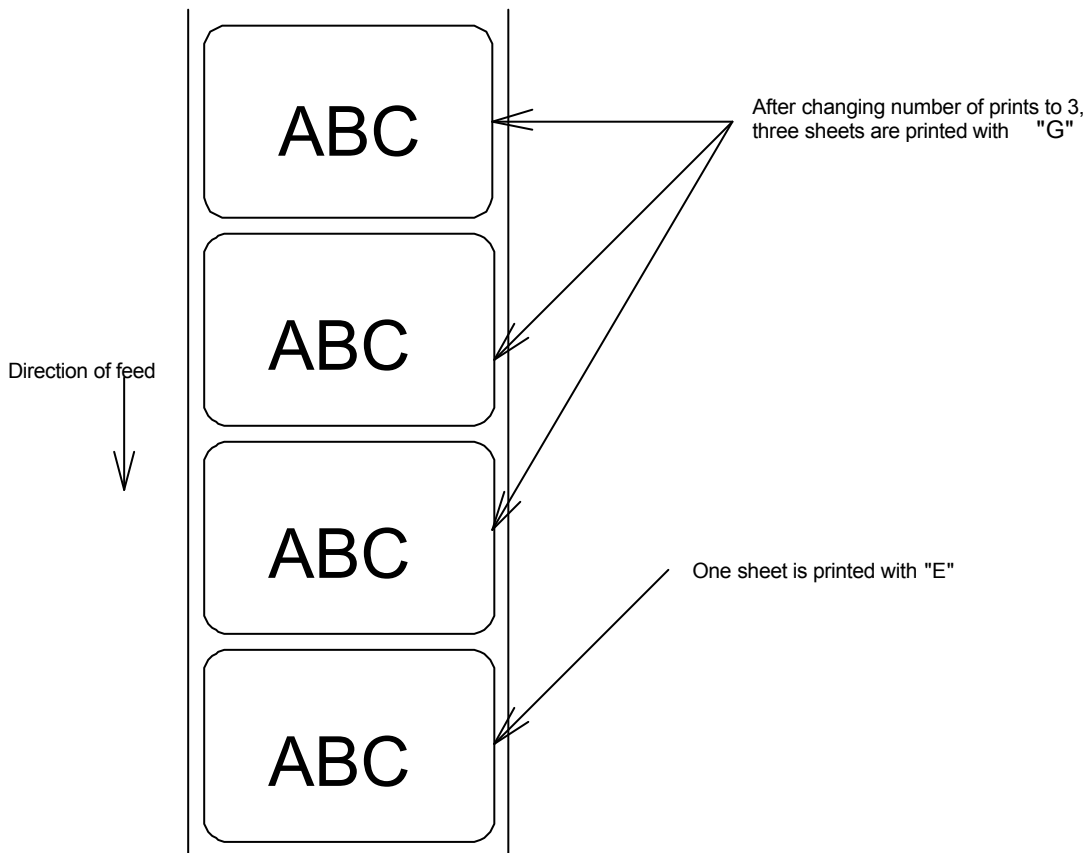 ABC
After changing number of prints to 3,
three sheets are printed with "G"
ABC
Direction of feed
ABC
One sheet is printed with "E"
ABC